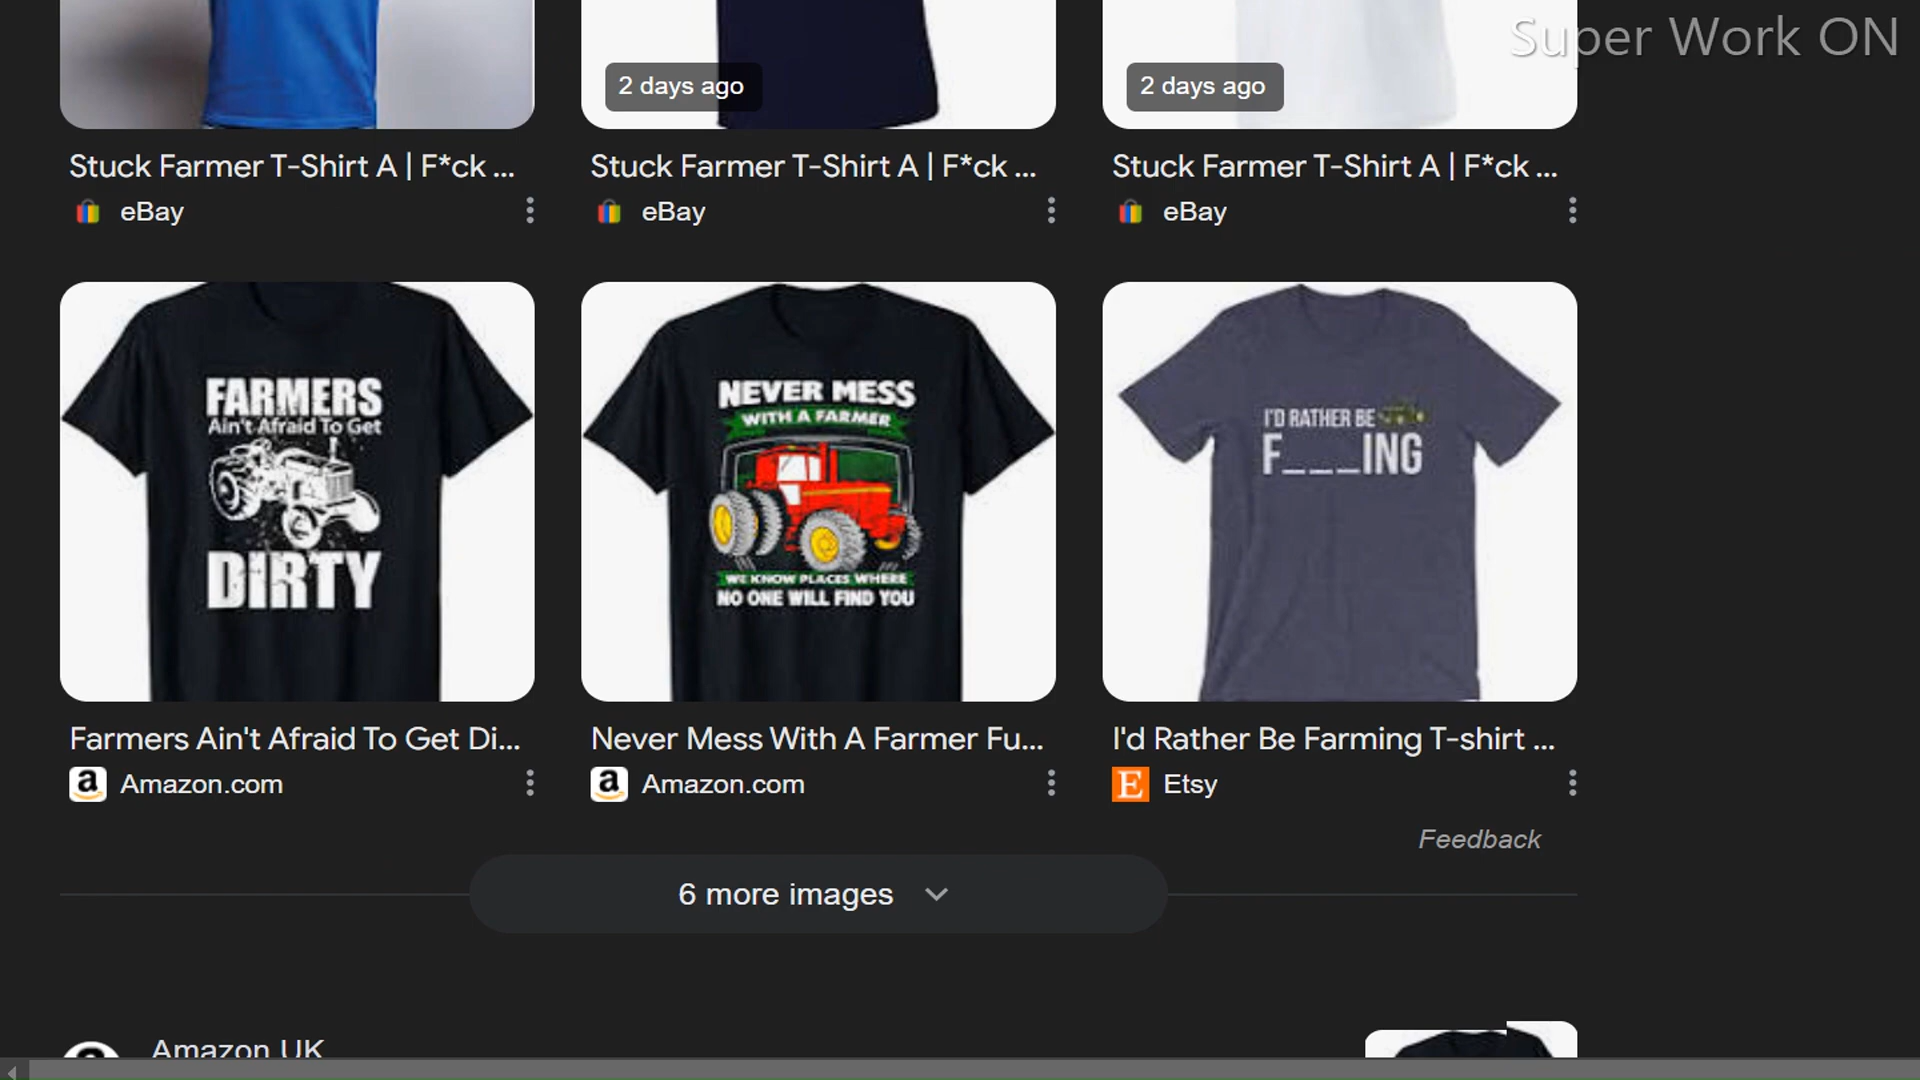 Super Work ON
2 days ago
2 days ago
Stuck Farmer T-Shirt A | F*ck ...
Stuck Farmer T-Shirt A | F*ck ...
Stuck Farmer T-Shirt A | F*ck ...
eBay
eBay
eBay
FARMERS
Ain't Afraid To Get
DIRTY
NEVER MESS
WITH A FARMER
WE KNOW PLACES WHERE
NO ONE WILL FIND YOU
I'D RATHER BE
F___ING
Farmers Ain't Afraid To Get Di...
Never Mess With A Farmer Fu...
I'd Rather Be Farming T-shirt ...
a Amazon.com
a Amazon.com
E Etsy
Feedback
6 more images
Amazon UK